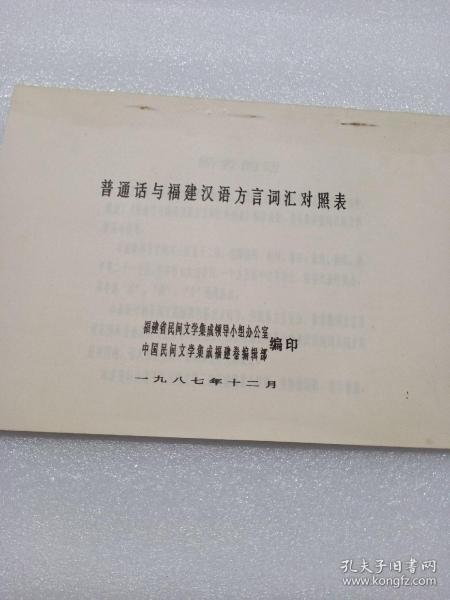 普通话与福建汉语方言词汇对照表
福建省民间文学集成领导小组办公室
中国民间文学集成福建卷编辑部
编印
一九八七年十二月
孔夫子旧书网
www.kongfz.com